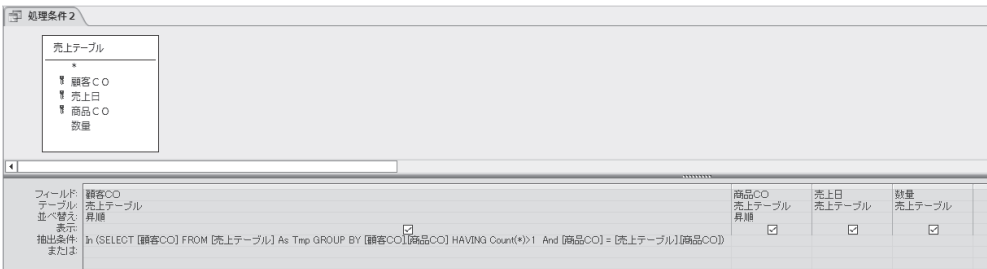 処理条件2
売上テーブル
*
顧客CO
売上日
商品CO
数量
フィールド: 顧客CO 商品CO 売上日 数量
テーブル: 売上テーブル 売上テーブル 売上テーブル 売上テーブル
並べ替え: 昇順 昇順
表示:
抽出条件: In (SELECT [顧客CO] FROM [売上テーブル] As Tmp GROUP BY [顧客CO],[商品CO] HAVING Count(*)>1 And [商品CO] = [売上テーブル].[商品CO])
または: